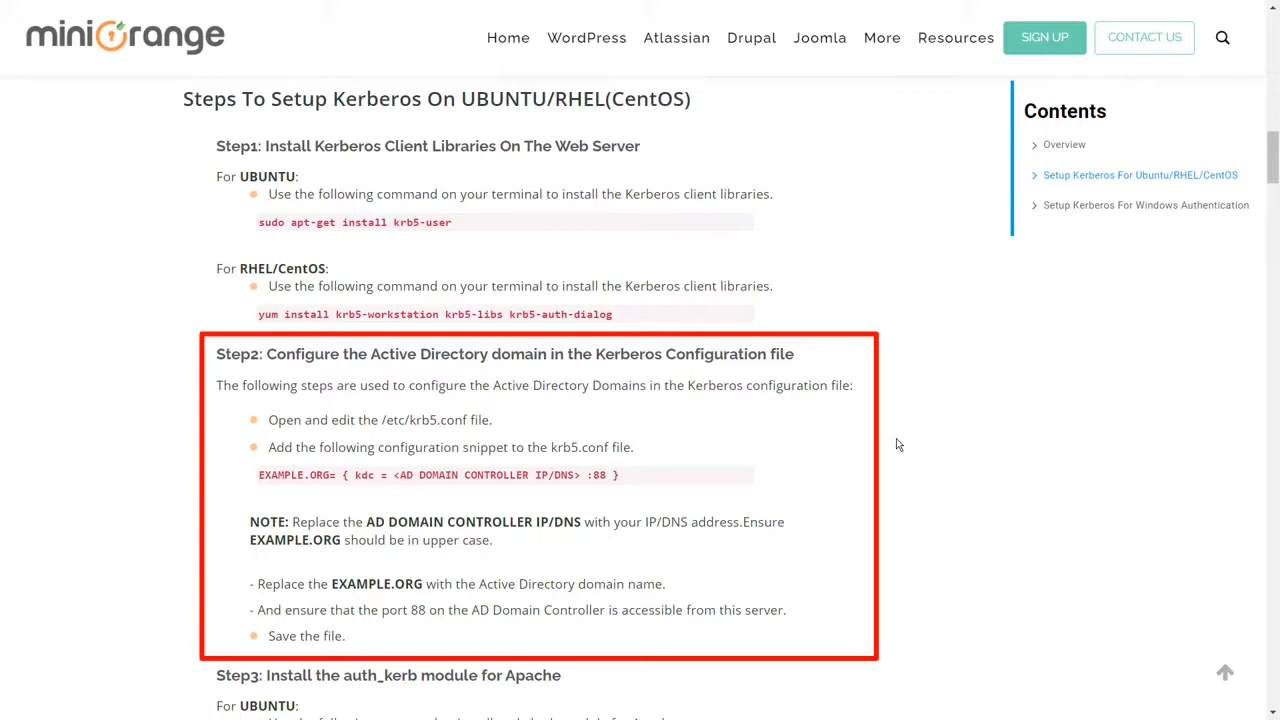 miniOrange
Home WordPress Atlassian Drupal Joomla More Resources SIGN UP CONTACT US
Steps To Setup Kerberos On UBUNTU/RHEL(CentOS)
Step1: Install Kerberos Client Libraries On The Web Server
For UBUNTU:
Use the following command on your terminal to install the Kerberos client libraries.
sudo apt-get install krb5-user
For RHEL/CentOS:
Use the following command on your terminal to install the Kerberos client libraries.
yum install krb5-workstation krb5-libs krb5-auth-dialog
Step2: Configure the Active Directory domain in the Kerberos Configuration file
The following steps are used to configure the Active Directory Domains in the Kerberos configuration file:
Open and edit the /etc/krb5.conf file.
Add the following configuration snippet to the krb5.conf file.
EXAMPLE.ORG= { kdc = <AD DOMAIN CONTROLLER IP/DNS> :88 }
NOTE: Replace the AD DOMAIN CONTROLLER IP/DNS with your IP/DNS address.Ensure
EXAMPLE.ORG should be in upper case.
- Replace the EXAMPLE.ORG with the Active Directory domain name.
- And ensure that the port 88 on the AD Domain Controller is accessible from this server.
Save the file.
Step3: Install the auth_kerb module for Apache
For UBUNTU:
Contents
Overview
Setup Kerberos For Ubuntu/RHEL/CentOS
Setup Kerberos For Windows Authentication